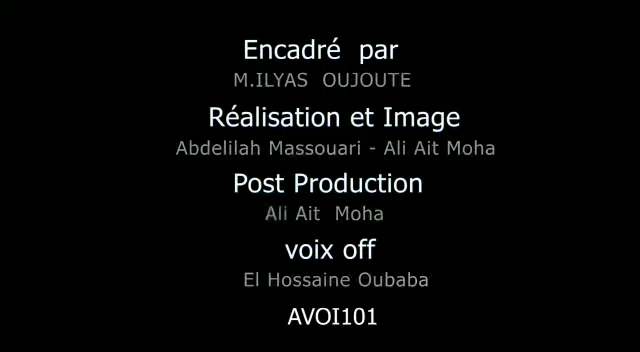 Encadré par
M.ILYAS OUJOUTE
Réalisation et Image
Abdelilah Massouari - Ali Ait Moha
Post Production
Ali Ait Moha
voix off
El Hossaine Oubaba
AVOI101